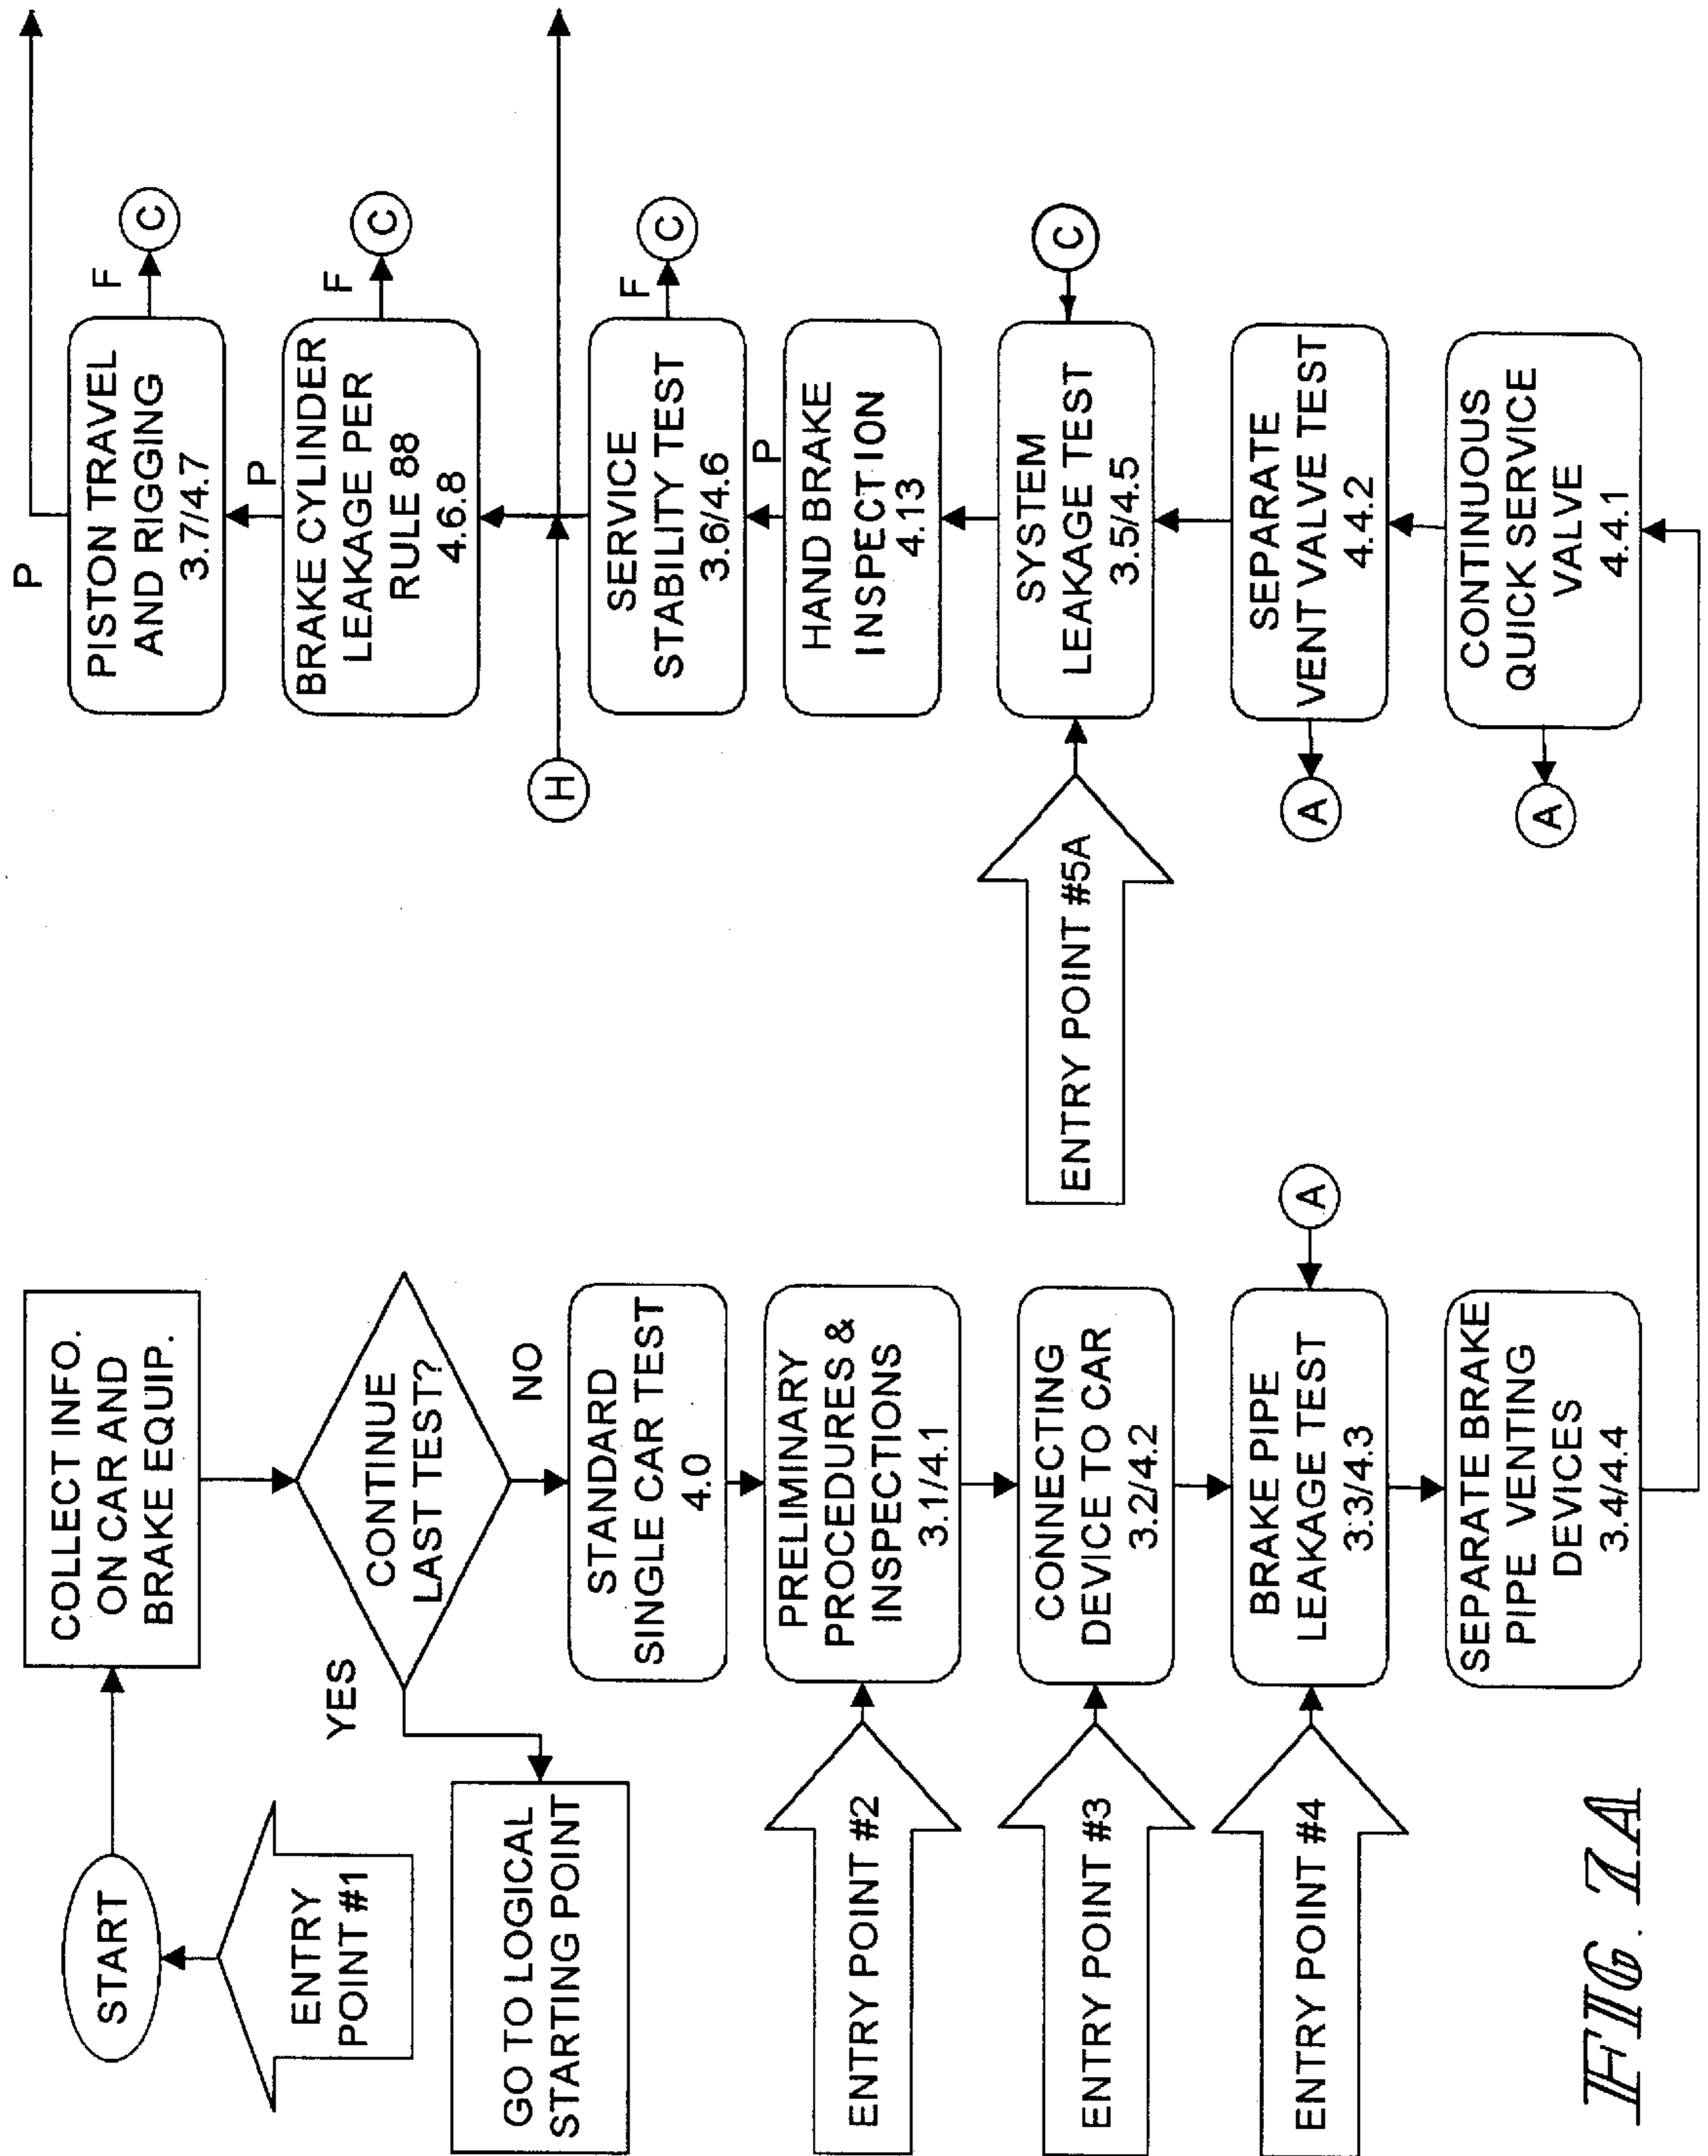 START
ENTRY
POINT #1
COLLECT INFO.
ON CAR AND
BRAKE EQUIP.
CONTINUE
LAST TEST?
YES
NO
GO TO LOGICAL
STARTING POINT
STANDARD
SINGLE CAR TEST
4.0
ENTRY POINT #2
PRELIMINARY
PROCEDURES &
INSPECTIONS
3.1/4.1
ENTRY POINT #3
CONNECTING
DEVICE TO CAR
3.2/4.2
ENTRY POINT #4
BRAKE PIPE
LEAKAGE TEST
3.3/4.3
A
SEPARATE BRAKE
PIPE VENTING
DEVICES
3.4/4.4
P
PISTON TRAVEL
AND RIGGING
3.7/4.7
F
C
P
BRAKE CYLINDER
LEAKAGE PER
RULE 88
4.6.8
F
C
H
SERVICE
STABILITY TEST
3.6/4.6
F
C
P
HAND BRAKE
INSPECTION
4.13
ENTRY POINT #5A
SYSTEM
LEAKAGE TEST
3.5/4.5
C
A
SEPARATE
VENT VALVE TEST
4.4.2
A
CONTINUOUS
QUICK SERVICE
VALVE
4.4.1
FIG. 7A